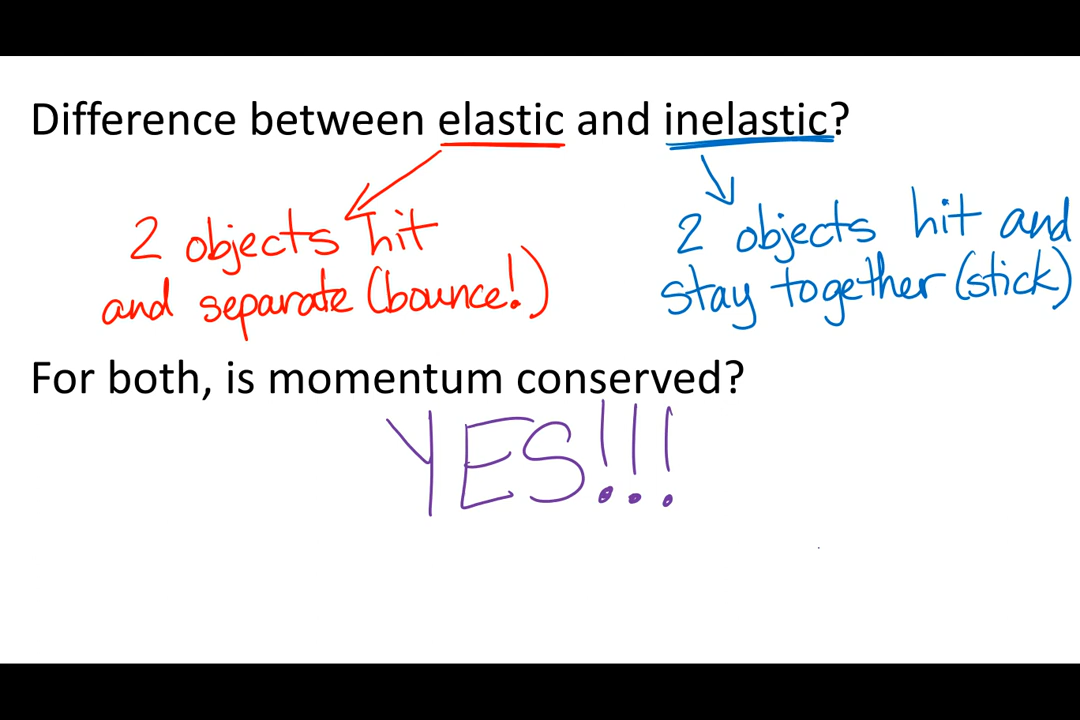 Difference between elastic and inelastic?
2 objects hit
and separate (bounce!)
2 objects hit and
stay together (stick)
For both, is momentum conserved?
YES!!!